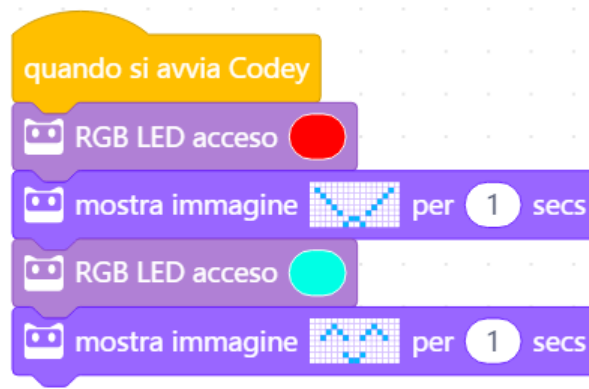 quando si avvia Codey
RGB LED acceso
mostra immagine per 1 secs
RGB LED acceso
mostra immagine per 1 secs